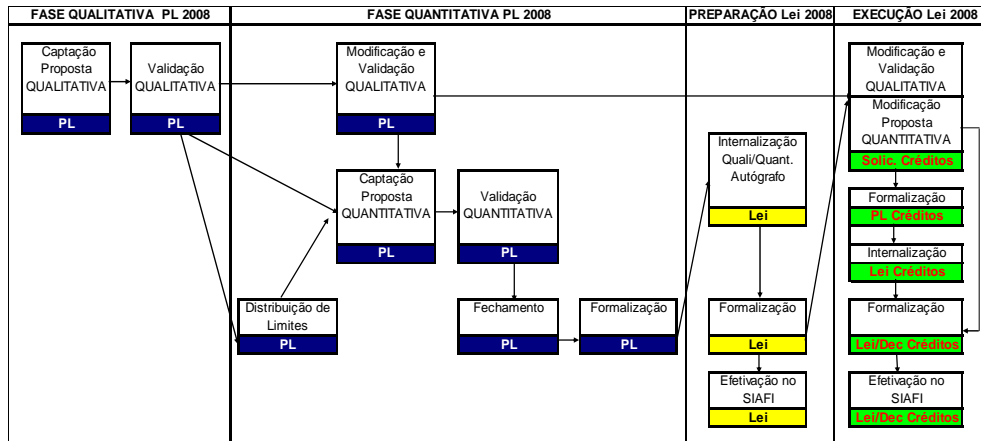 FASE QUALITATIVA PL 2008
FASE QUANTITATIVA PL 2008
PREPARAÇÃO Lei 2008
EXECUÇÃO Lei 2008
Captação
Proposta
QUALITATIVA
PL
Validação
QUALITATIVA
PL
Modificação e
Validação
QUALITATIVA
PL
Captação
Proposta
QUANTITATIVA
PL
Validação
QUANTITATIVA
PL
Distribuição de
Limites
PL
Fechamento
PL
Formalização
PL
Internalização
Quali/Quant.
Autógrafo
Lei
Formalização
Lei
Efetivação no
SIAFI
Lei
Modificação e
Validação
QUALITATIVA
Modificação
Proposta
QUANTITATIVA
Solic. Créditos
Formalização
PL Créditos
Internalização
Lei Créditos
Formalização
Lei/Dec Créditos
Efetivação no
SIAFI
Lei/Dec Créditos